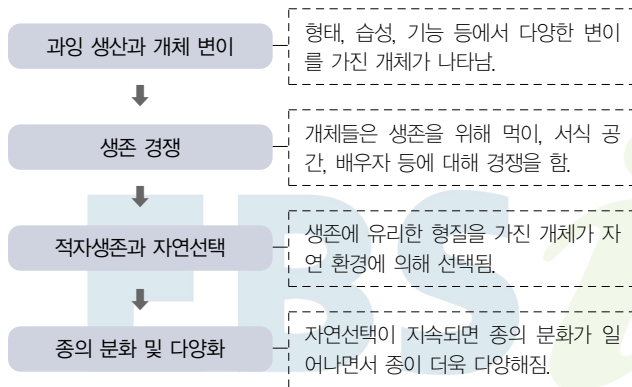 과잉 생산과 개체 변이
형태, 습성, 기능 등에서 다양한 변이
를 가진 개체가 나타남.
생존 경쟁
개체들은 생존을 위해 먹이, 서식 공
간, 배우자 등에 대해 경쟁을 함.
적자생존과 자연선택
생존에 유리한 형질을 가진 개체가 자
연 환경에 의해 선택됨.
종의 분화 및 다양화
자연선택이 지속되면 종의 분화가 일
어나면서 종이 더욱 다양해짐.
EBSi